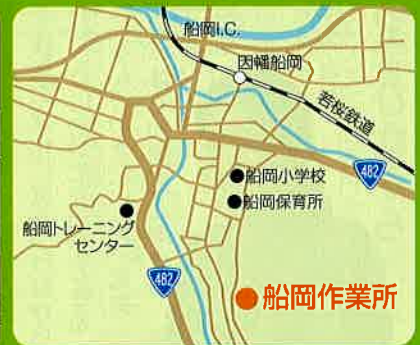 船岡I.C.
因幡船岡
若桜鉄道
482
船岡小学校
船岡保育所
船岡トレーニング
センター
482
船岡作業所